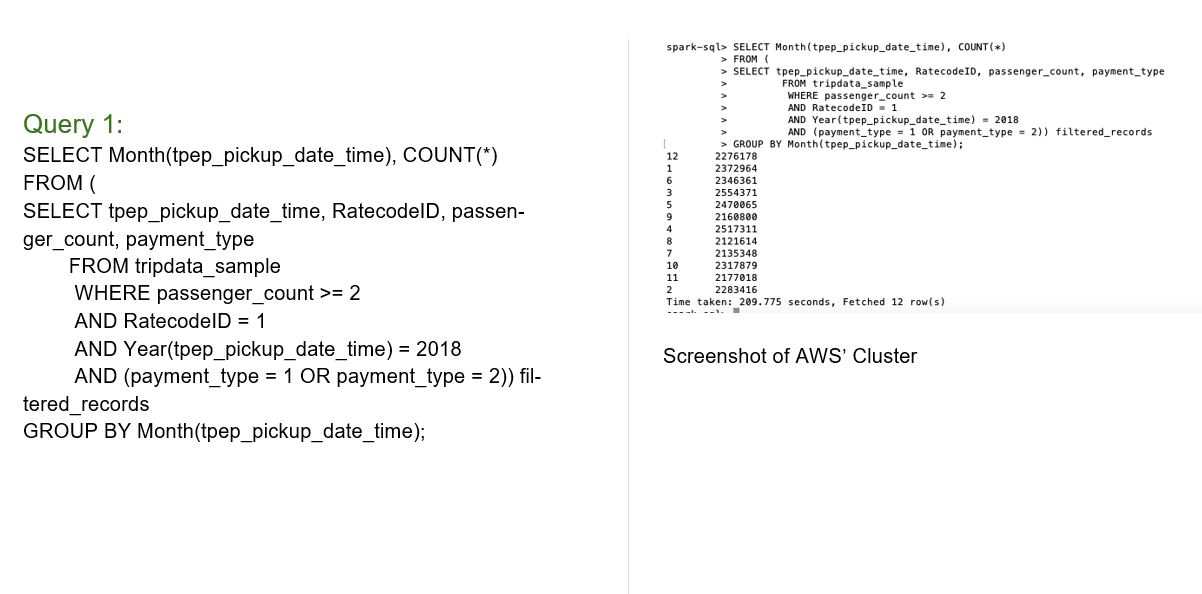 Query 1:
SELECT Month(tpep_pickup_date_time), COUNT(*)
FROM (
SELECT tpep_pickup_date_time, RatecodeID, passen-
ger_count, payment_type
FROM tripdata_sample
WHERE passenger_count >= 2
AND RatecodeID = 1
AND Year(tpep_pickup_date_time) = 2018
AND (payment_type = 1 OR payment_type = 2)) fil-
tered_records
GROUP BY Month(tpep_pickup_date_time);
spark-sql> SELECT Month(tpep_pickup_date_time), COUNT(*)
> FROM (
> SELECT tpep_pickup_date_time, RatecodeID, passenger_count, payment_type
> FROM tripdata_sample
> WHERE passenger_count >= 2
> AND RatecodeID = 1
> AND Year(tpep_pickup_date_time) = 2018
> AND (payment_type = 1 OR payment_type = 2)) filtered_records
> GROUP BY Month(tpep_pickup_date_time);
12 2276178
1 2372964
6 2346361
3 2554371
5 2470065
9 2160800
4 2517311
8 2121614
7 2135348
10 2317879
11 2177018
2 2283416
Time taken: 209.775 seconds, Fetched 12 row(s)
Screenshot of AWS’ Cluster